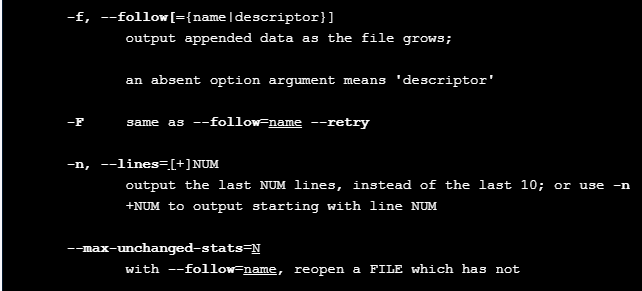 -f, --follow[={name|descriptor}]
output appended data as the file grows;
an absent option argument means 'descriptor'
-F same as --follow=name --retry
-n, --lines=[+]NUM
output the last NUM lines, instead of the last 10; or use -n
+NUM to output starting with line NUM
--max-unchanged-stats=N
with --follow=name, reopen a FILE which has not